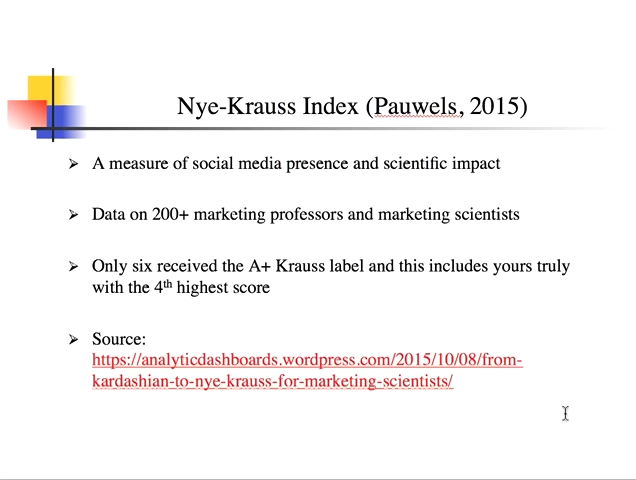 Nye-Krauss Index (Pauwels, 2015)
A measure of social media presence and scientific impact
Data on 200+ marketing professors and marketing scientists
Only six received the A+ Krauss label and this includes yours truly
with the 4th highest score
Source:
https://analyticdashboards.wordpress.com/2015/10/08/from-
kardashian-to-nye-krauss-for-marketing-scientists/